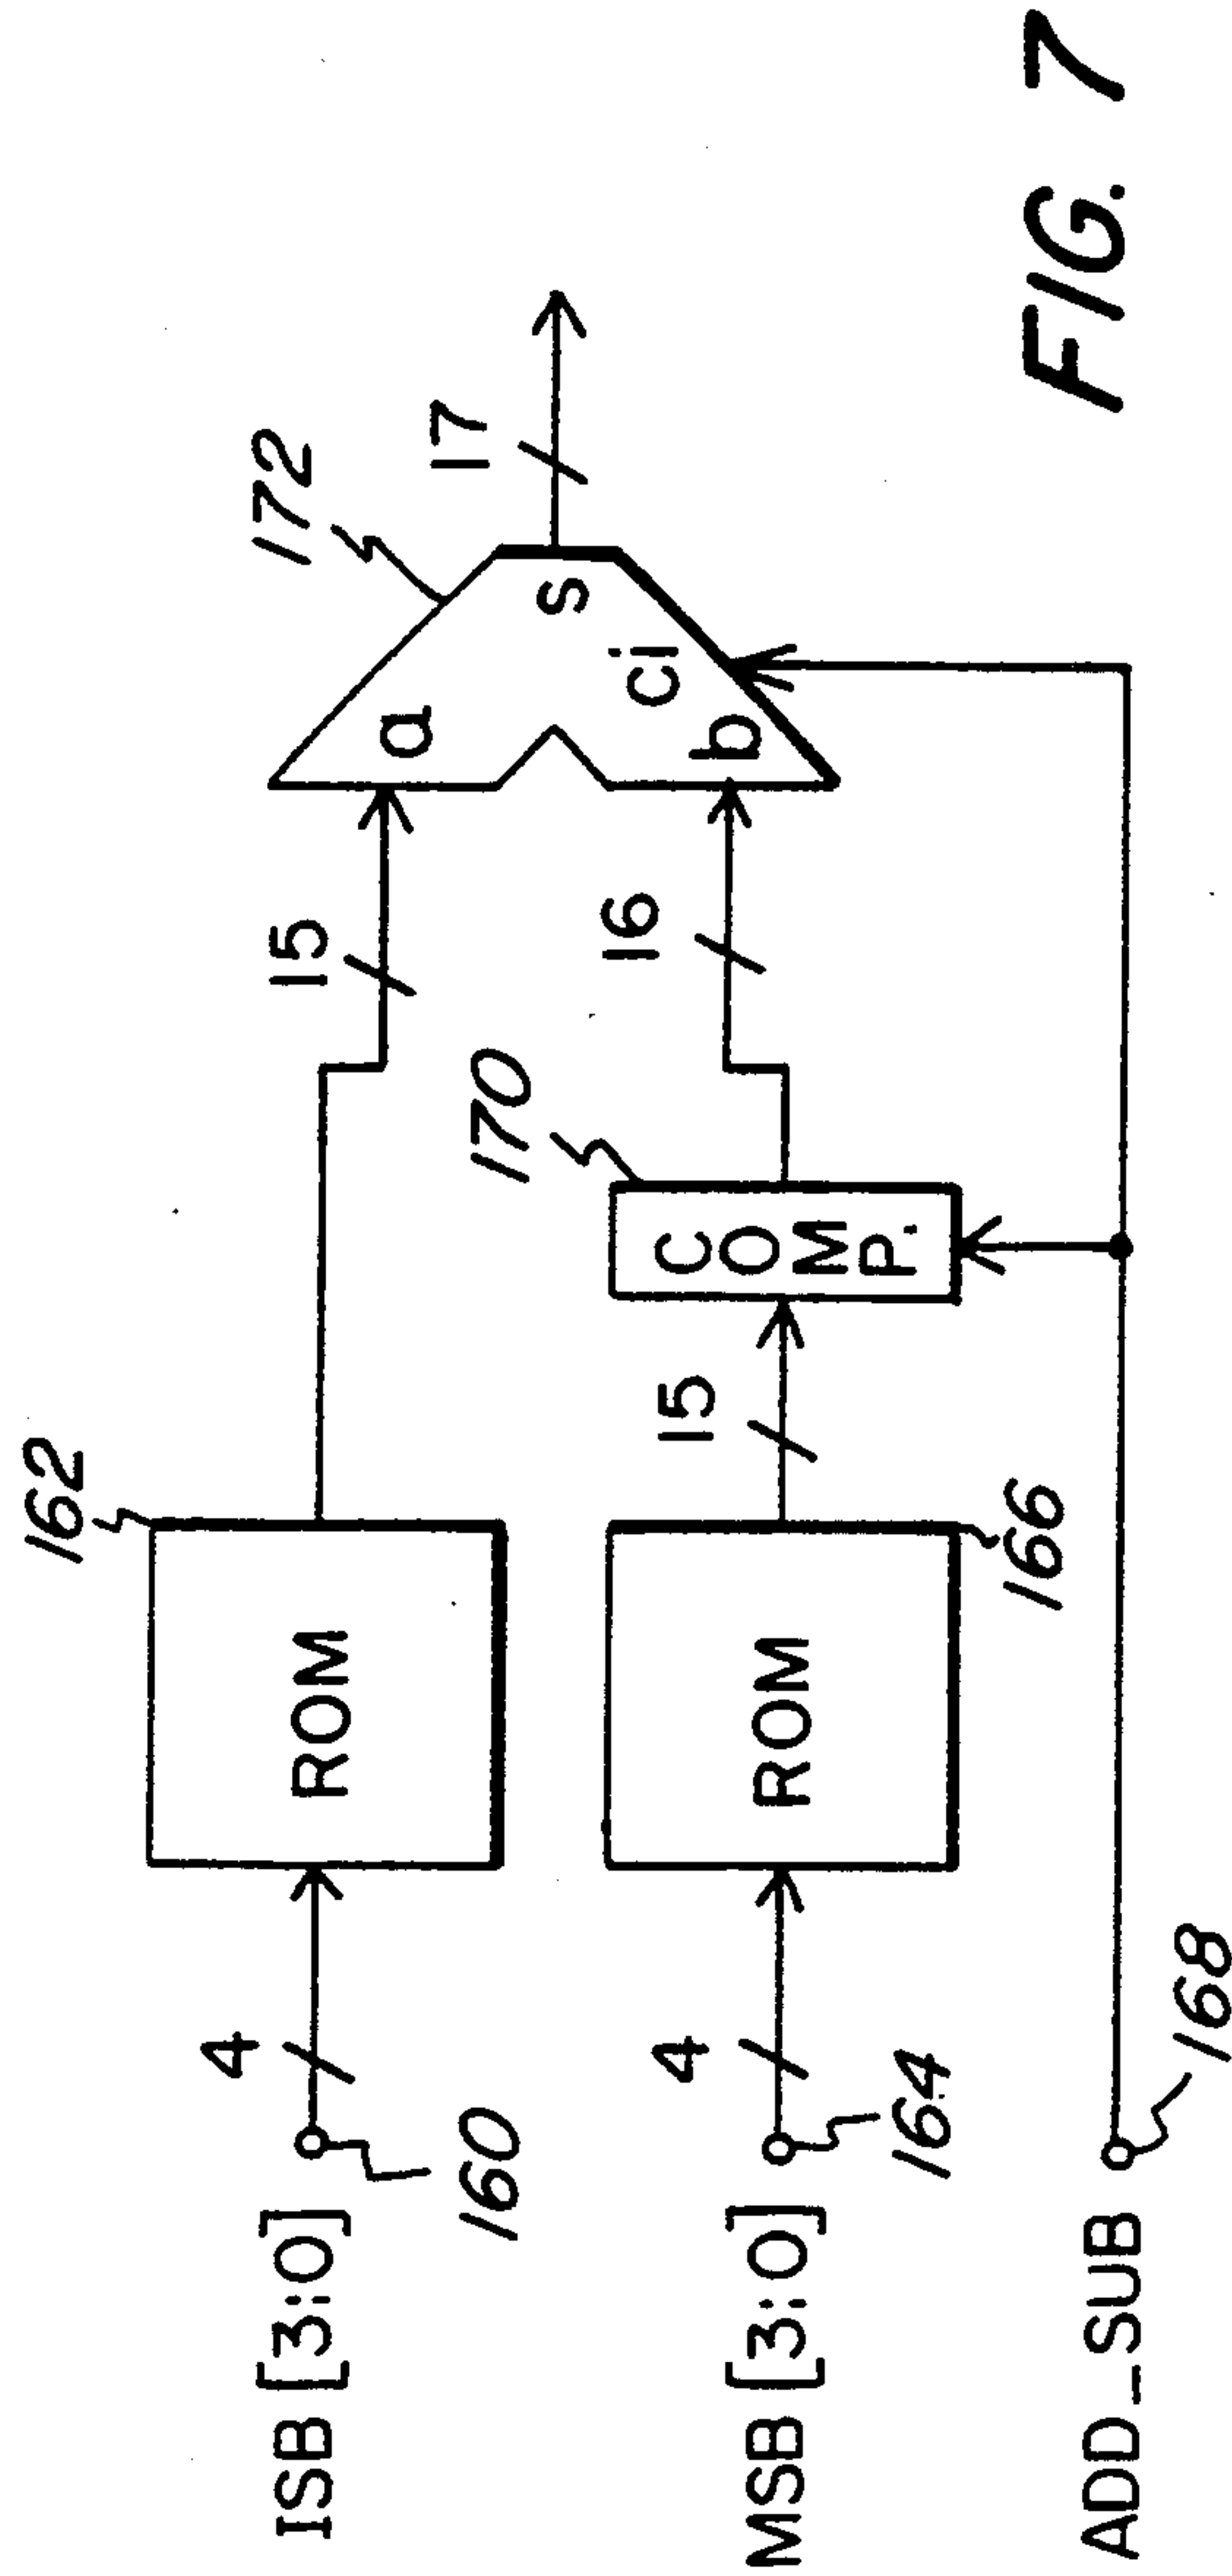 162
172
ISB [3:0]
4
ROM
15
a
17
160
s
170
ci
MSB [3:0]
4
ROM
15
COMP.
16
b
164
166
ADD_SUB
168
FIG. 7